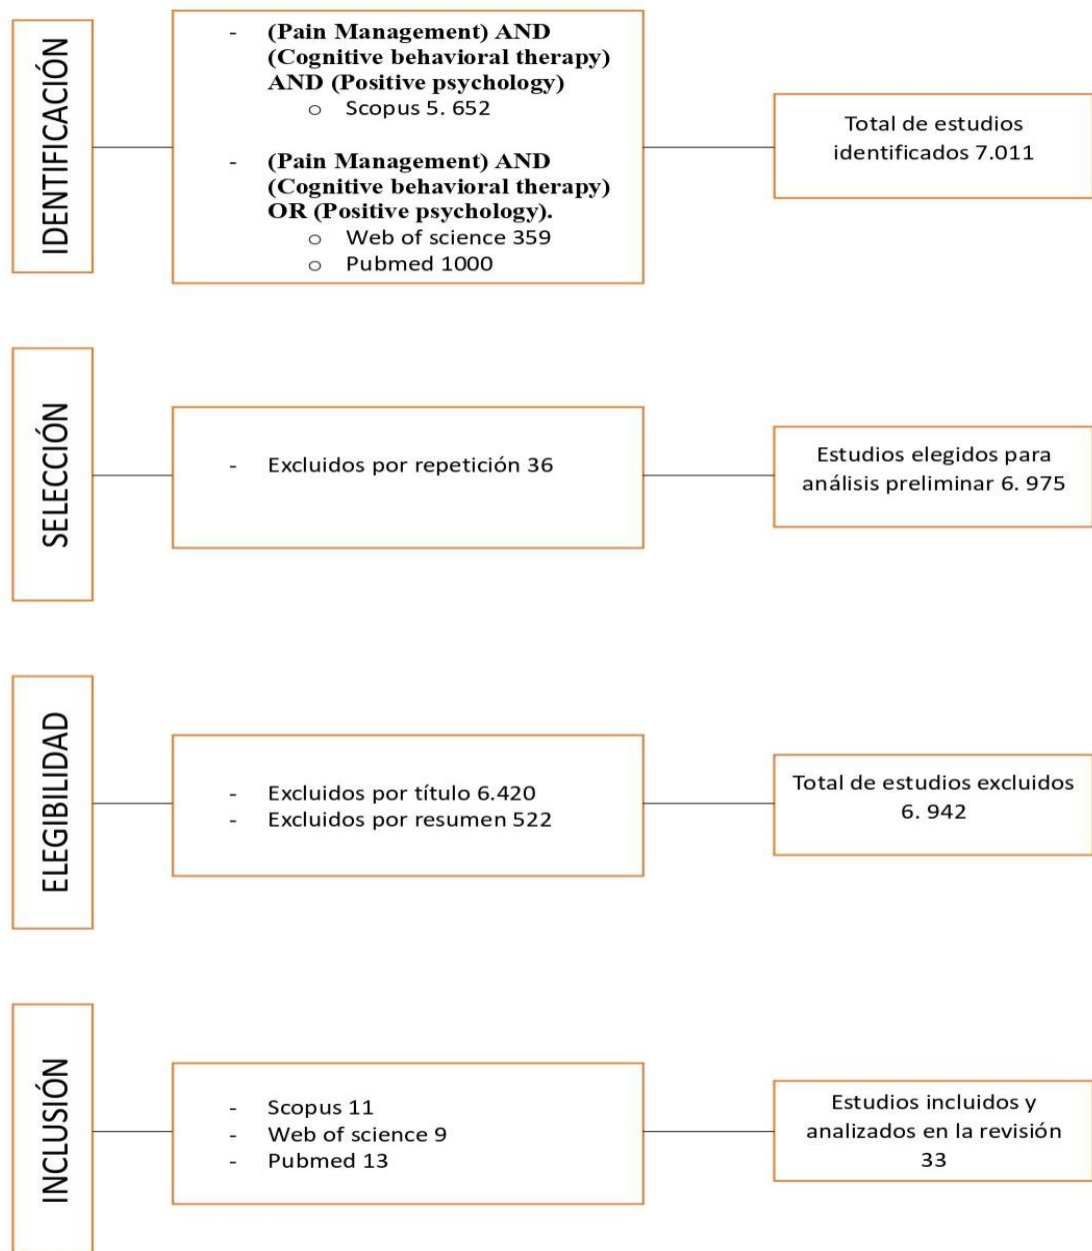 IDENTIFICACIÓN
- (Pain Management) AND
(Cognitive behavioral therapy)
AND (Positive psychology)
o Scopus 5. 652
- (Pain Management) AND
(Cognitive behavioral therapy)
OR (Positive psychology).
o Web of science 359
o Pubmed 1000
Total de estudios
identificados 7.011
SELECCIÓN
- Excluidos por repetición 36
Estudios elegidos para
análisis preliminar 6. 975
ELEGIBILIDAD
- Excluidos por título 6.420
- Excluidos por resumen 522
Total de estudios excluidos
6. 942
INCLUSIÓN
- Scopus 11
- Web of science 9
- Pubmed 13
Estudios incluidos y
analizados en la revisión
33